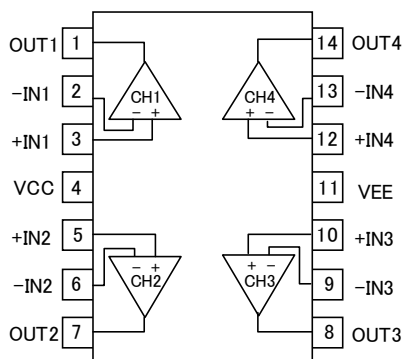 OUT1 1 14 OUT4
-IN1 2 CH1 CH4 13 -IN4
- + + -
+IN1 3 12 +IN4
VCC 4 11 VEE
+IN2 5 10 +IN3
- + + -
-IN2 6 CH2 CH3 9 -IN3
OUT2 7 8 OUT3